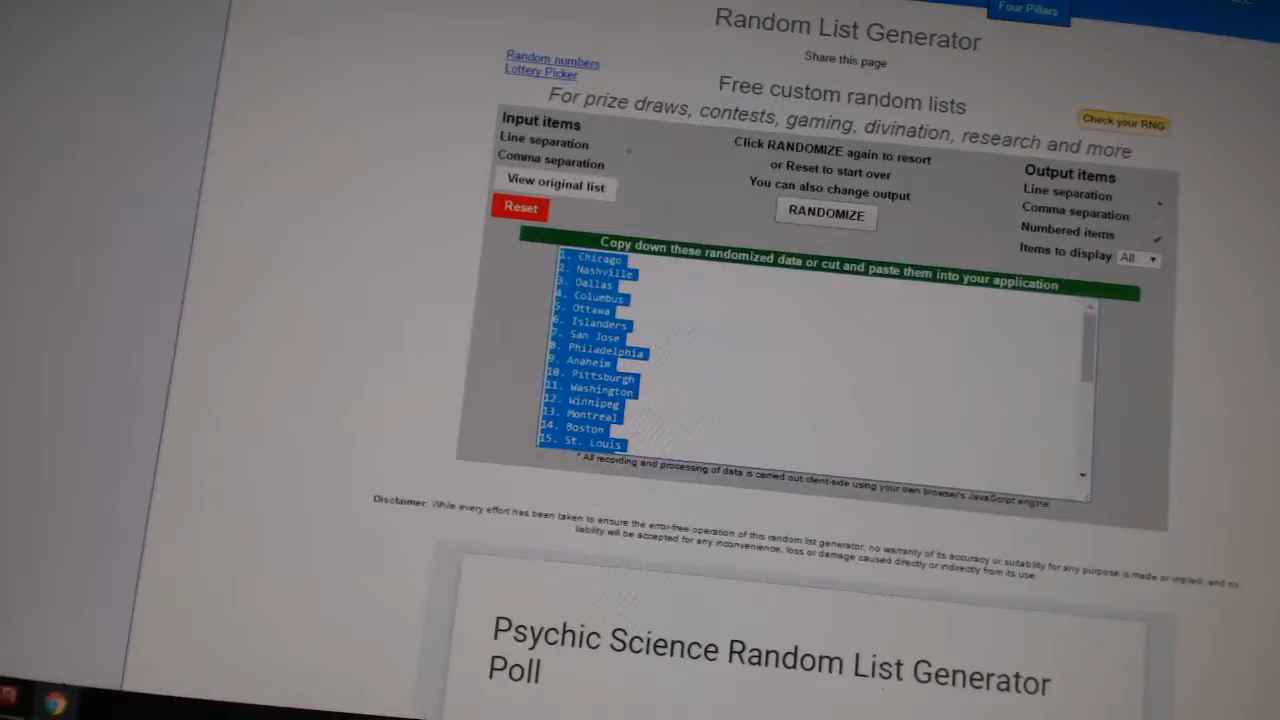 Four Pillars
Random List Generator
Share this page
Random numbers
Lottery Picker
Free custom random lists
For prize draws, contests, gaming, divination, research and more
Check your RNG
Input items
Line separation
Comma separation
View original list
Reset
Click RANDOMIZE again to resort
or Reset to start over
You can also change output
RANDOMIZE
Output items
Line separation
Comma separation
Numbered items
Items to display All
Copy down these randomized data or cut and paste them into your application
1. Chicago
2. Nashville
3. Dallas
4. Columbus
5. Ottawa
6. Islanders
7. San Jose
8. Philadelphia
9. Anaheim
10. Pittsburgh
11. Washington
12. Winnipeg
13. Montreal
14. Boston
15. St. Louis
* All recording and processing of data is carried out client-side using your own browser's JavaScript engine
Disclaimer: While every effort has been taken to ensure the error-free operation of this random list generator, no warranty of its accuracy or suitability for any purpose is made or implied, and no
liability will be accepted for any inconvenience, loss or damage caused directly or indirectly from its use.
Psychic Science Random List Generator
Poll